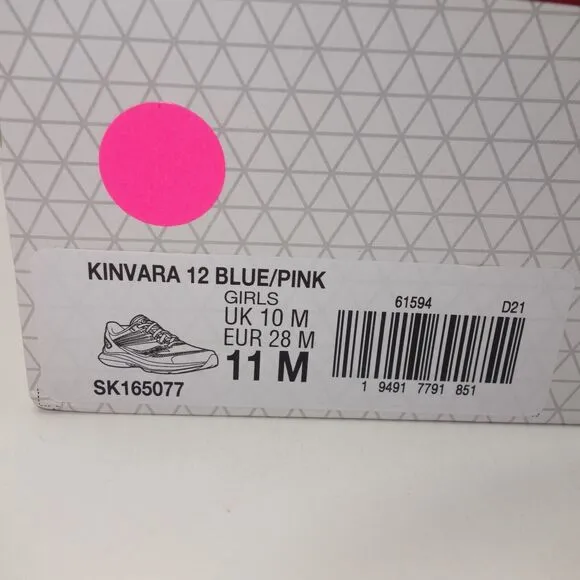 KINVARA 12 BLUE/PINK
GIRLS
UK 10 M
EUR 28 M
11 M
SK165077
61594 D21
1 9491 7791 851